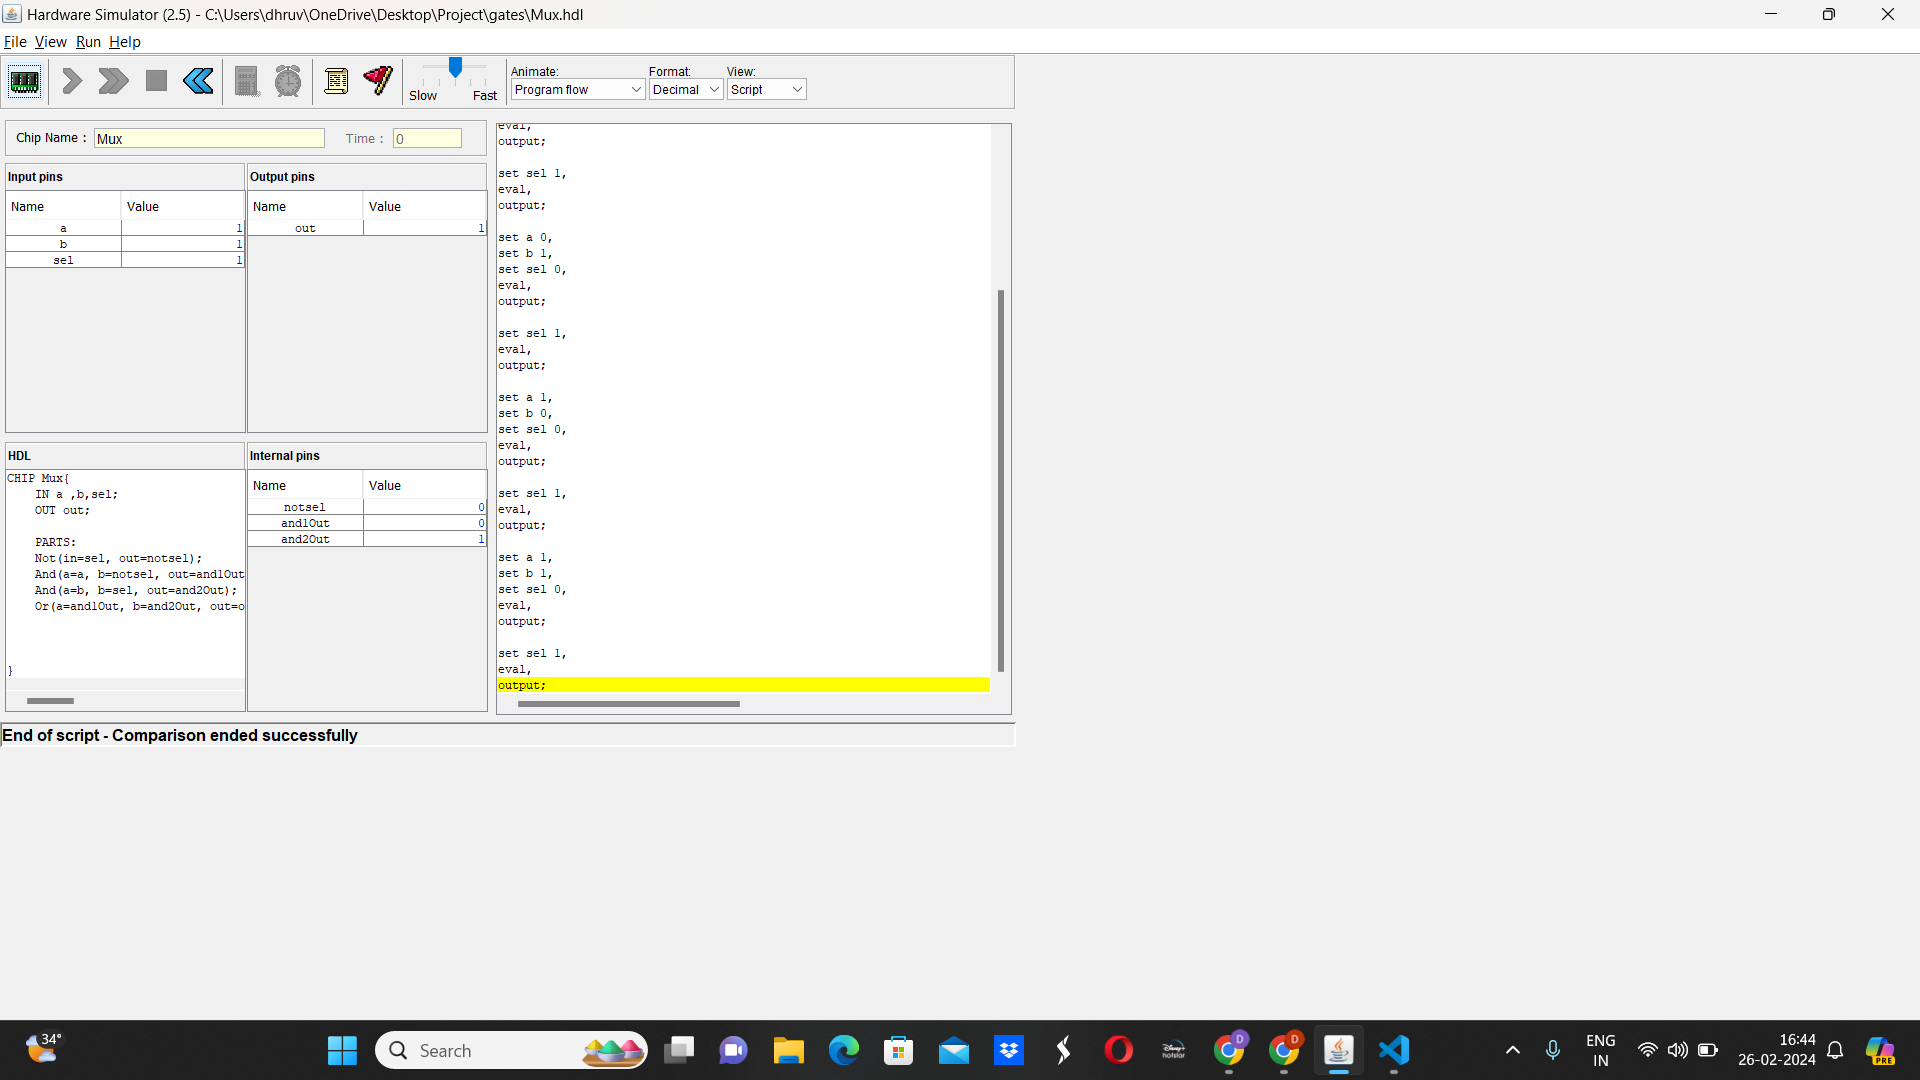 Hardware Simulator (2.5) - C:\Users\dhruv\OneDrive\Desktop\Project\gates\Mux.hdl
File View Run Help
Slow Fast
Animate:
Program flow
Format:
Decimal
View:
Script
Chip Name : Mux
Time : 0
Input pins
Name Value
a 1
b 1
sel 1
Output pins
Name Value
out 1
HDL
CHIP Mux{
IN a ,b,sel;
OUT out;
PARTS:
Not(in=sel, out=notsel);
And(a=a, b=notsel, out=and1Out
And(a=b, b=sel, out=and2Out);
Or(a=and1Out, b=and2Out, out=o
}
Internal pins
Name Value
notsel 0
and1Out 0
and2Out 1
eval,
output;
set sel 1,
eval,
output;
set a 0,
set b 1,
set sel 0,
eval,
output;
set sel 1,
eval,
output;
set a 1,
set b 0,
set sel 0,
eval,
output;
set sel 1,
eval,
output;
set a 1,
set b 1,
set sel 0,
eval,
output;
set sel 1,
eval,
output;
End of script - Comparison ended successfully
34°
Search
Disney+
hotstar
D
D
ENG
IN
16:44
26-02-2024
PRE